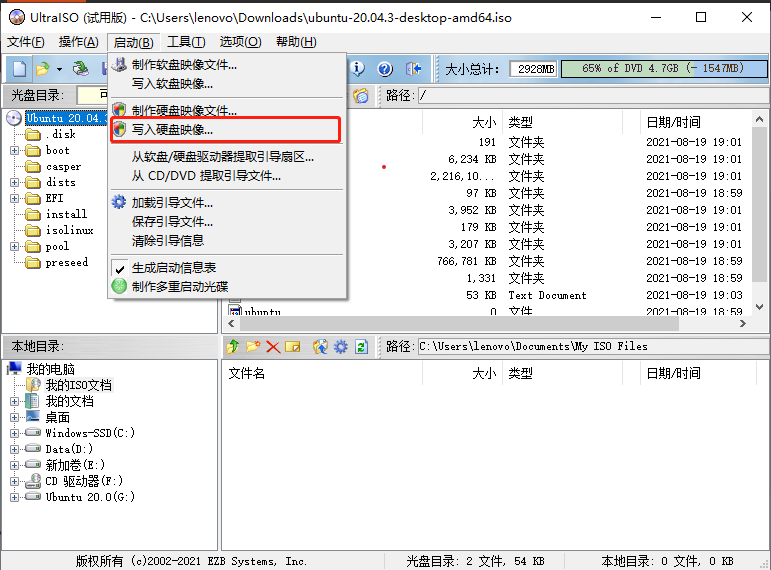 UltraISO (试用版) - C:\Users\lenovo\Downloads\ubuntu-20.04.3-desktop-amd64.iso
文件(F) 操作(A) 启动(B) 工具(T) 选项(O) 帮助(H)
大小总计: 2928MB 65% of DVD 4.7GB (- 1547MB)
光盘目录: 可 路径: /
制作软盘映像文件...
写入软盘映像...
制作硬盘映像文件...
写入硬盘映像...
从软盘/硬盘驱动器提取引导扇区...
从 CD/DVD 提取引导文件...
加载引导文件...
保存引导文件...
清除引导信息
生成启动信息表
制作多重启动光碟
Ubuntu 20.04.3
.disk
boot
casper
dists
EFI
install
isolinux
pool
preseed
大小 类型 日期/时间
191 文件夹 2021-08-19 19:01
6,234 KB 文件夹 2021-08-19 19:01
2,216,10... 文件夹 2021-08-19 19:01
97 KB 文件夹 2021-08-19 18:59
3,952 KB 文件夹 2021-08-19 19:01
179 KB 文件夹 2021-08-19 19:01
3,207 KB 文件夹 2021-08-19 19:01
766,781 KB 文件夹 2021-08-19 18:59
1,331 文件夹 2021-08-19 18:59
53 KB Text Document 2021-08-19 19:03
ubuntu 0 文件 2021-08-19 18:59
本地目录: 路径: C:\Users\lenovo\Documents\My ISO Files
我的电脑
我的ISO文档
我的文档
桌面
Windows-SSD(C:)
Data(D:)
新加卷(E:)
CD 驱动器(F:)
Ubuntu 20.0(G:)
文件名 大小 类型 日期/时间
版权所有 (c)2002-2021 EZB Systems, Inc. 光盘目录: 2 文件, 54 KB 本地目录: 0 文件, 0 KB